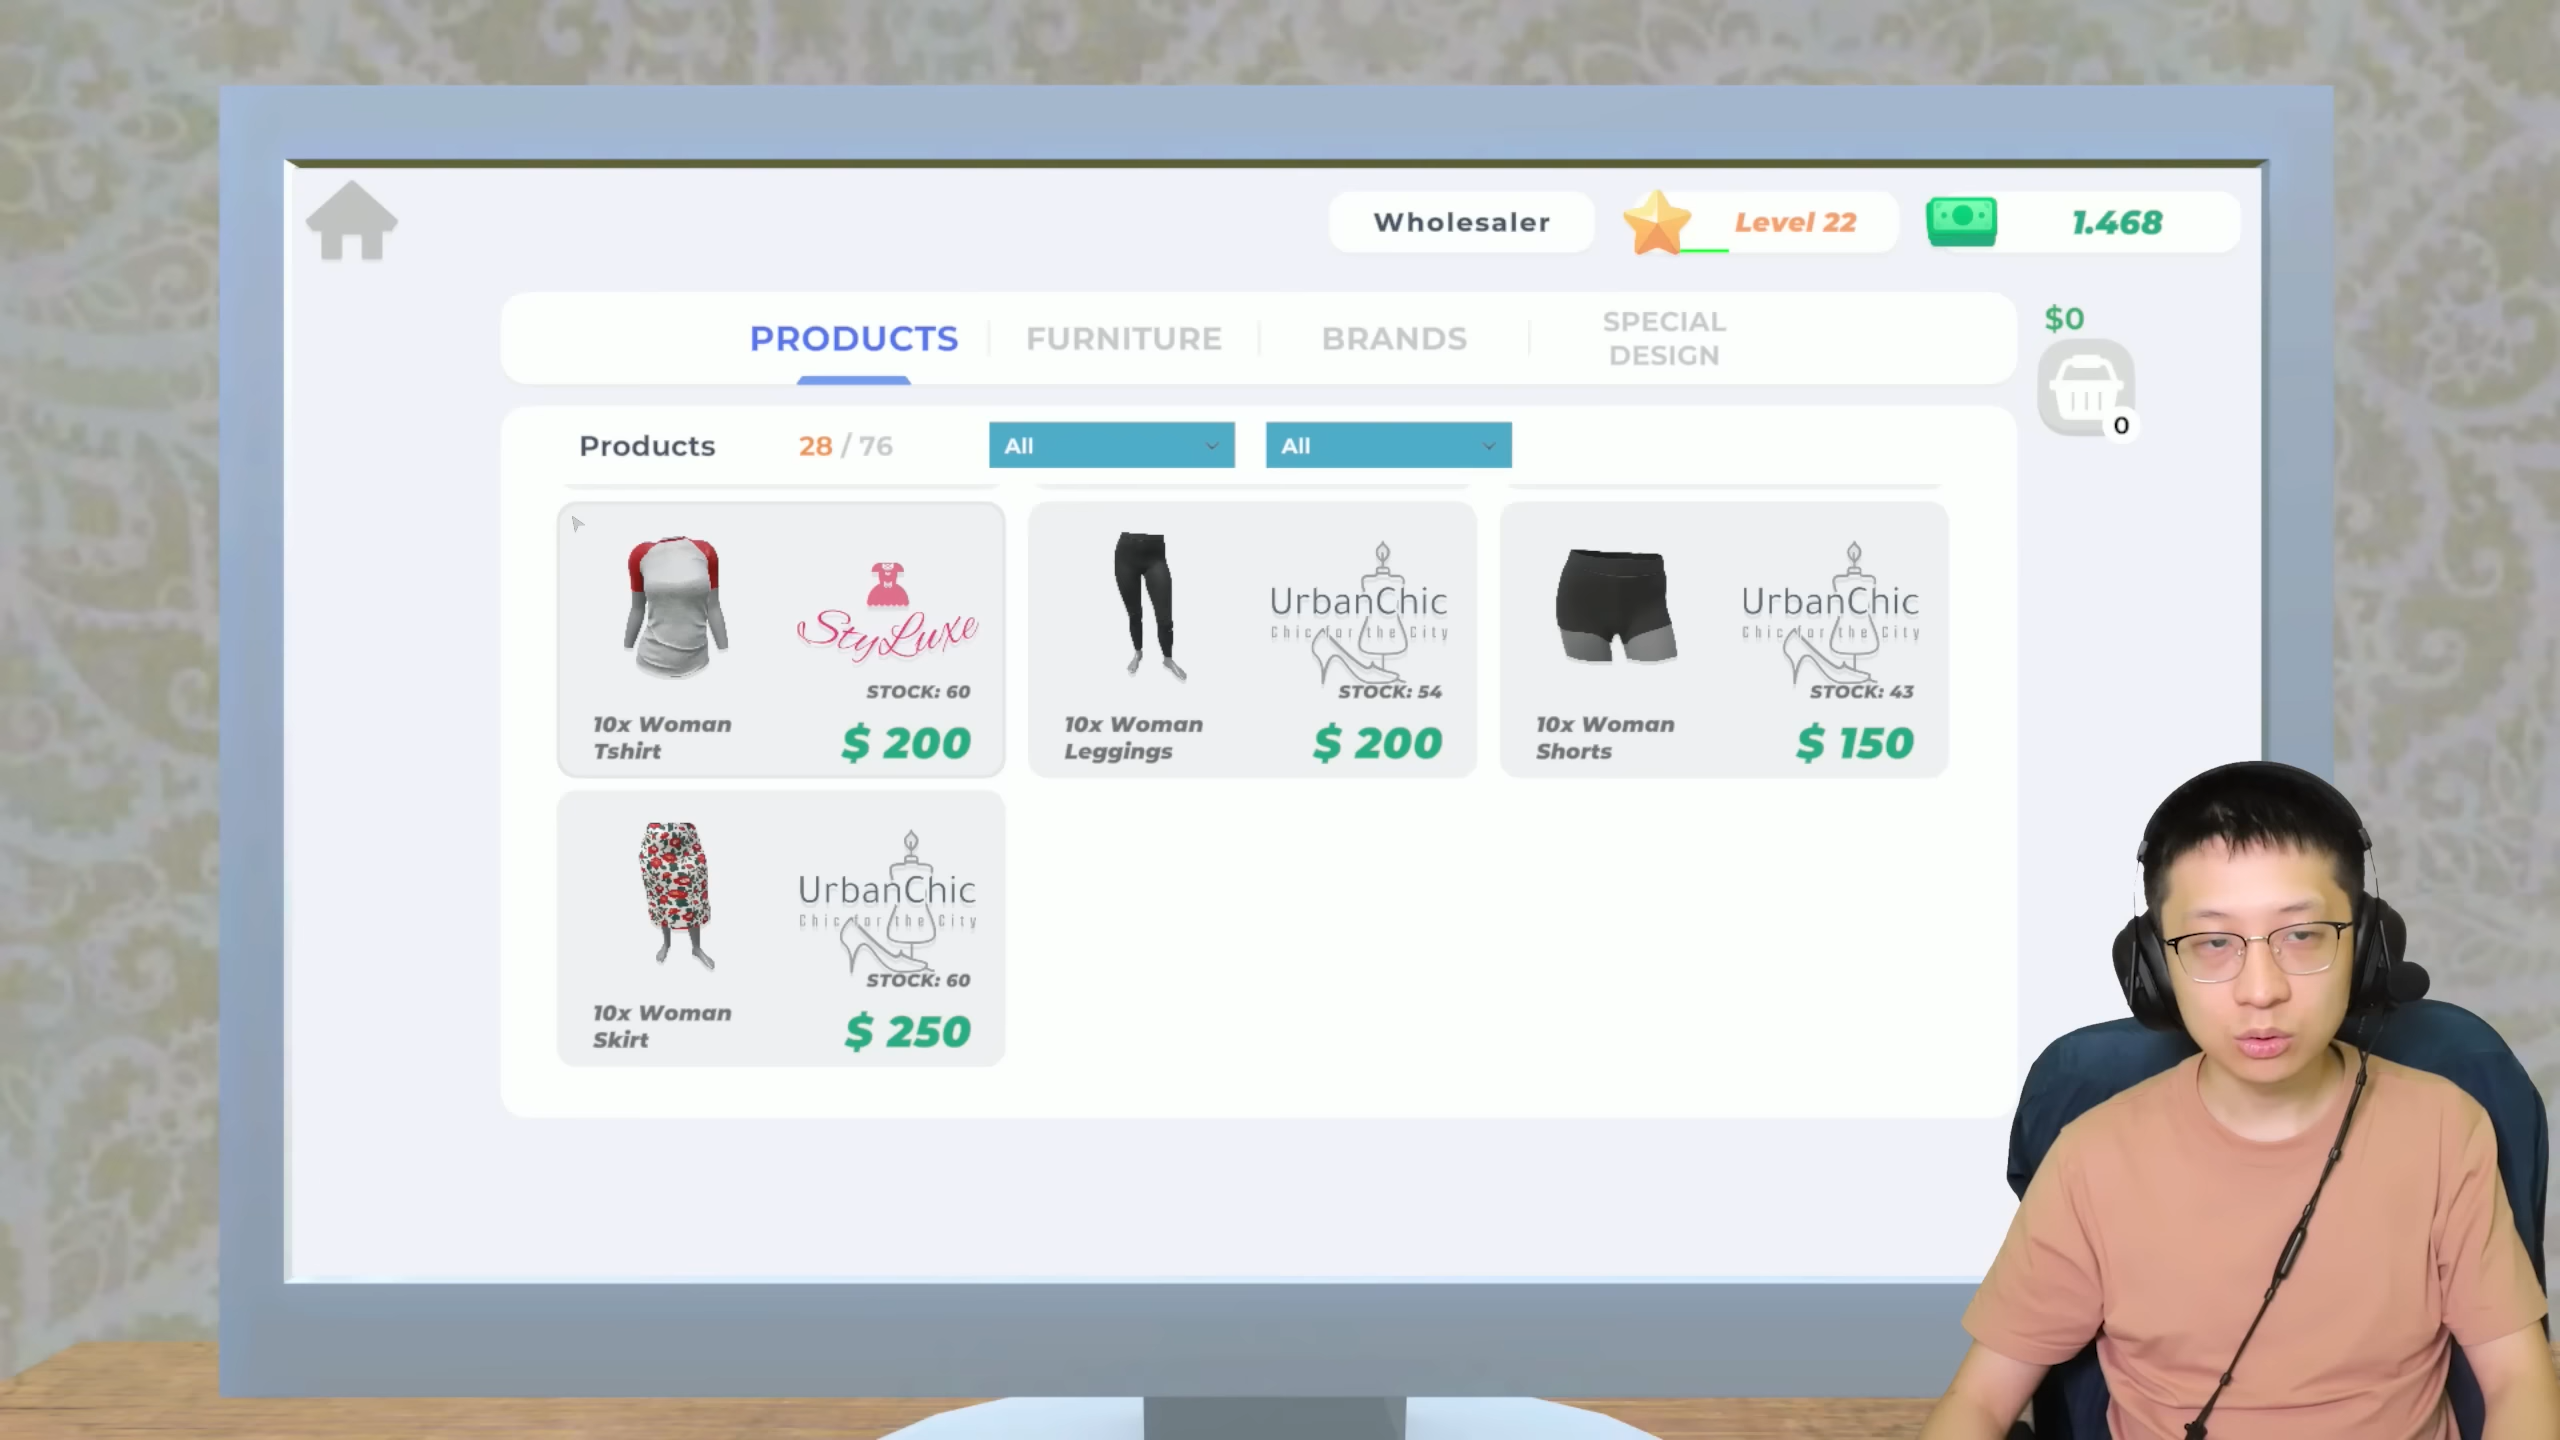 Wholesaler
Level 22
1.468
PRODUCTS
FURNITURE
BRANDS
SPECIAL
DESIGN
$0
0
Products
28 / 76
All
All
StyLuxe
STOCK: 60
10x Woman
Tshirt
$ 200
UrbanChic
Chic for the City
STOCK: 54
10x Woman
Leggings
$ 200
UrbanChic
Chic for the City
STOCK: 43
10x Woman
Shorts
$ 150
UrbanChic
Chic for the City
STOCK: 60
10x Woman
Skirt
$ 250